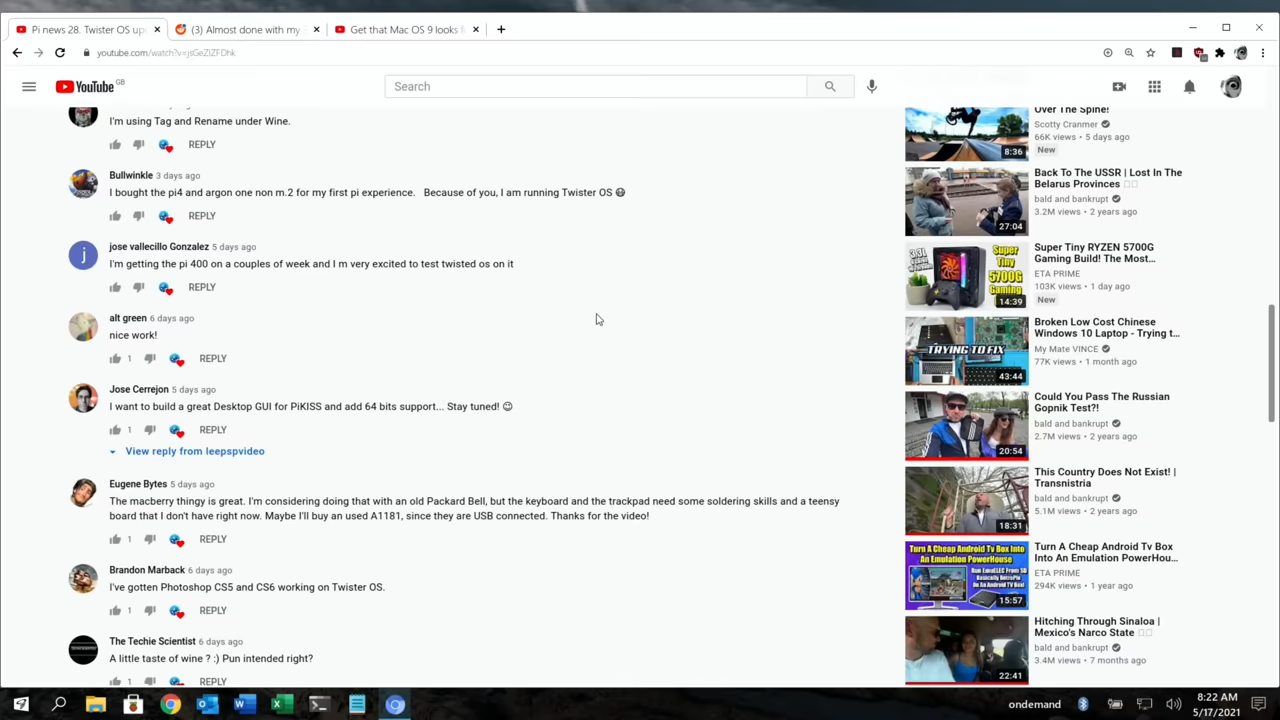 Pi news 28. Twister OS up
(3) Almost done with my
Get that Mac OS 9 looks f
youtube.com/watch?v=jsGeZIZFDhk
YouTube GB
Search
I'm using Tag and Rename under Wine.
REPLY
Bullwinkle 3 days ago
I bought the pi4 and argon one non m.2 for my first pi experience. Because of you, I am running Twister OS 😃
REPLY
jose vallecillo Gonzalez 5 days ago
I'm getting the pi 400 on a couples of week and I m very excited to test twisted os on it
REPLY
alt green 6 days ago
nice work!
1 REPLY
Jose Cerrejon 5 days ago
I want to build a great Desktop GUI for PiKISS and add 64 bits support... Stay tuned! 😉
1 REPLY
View reply from leepspvideo
Eugene Bytes 5 days ago
The macberry thingy is great. I'm considering doing that with an old Packard Bell, but the keyboard and the trackpad need some soldering skills and a teensy
board that I don't have right now. Maybe I'll buy an used A1181, since they are USB connected. Thanks for the video!
1 REPLY
Brandon Marback 6 days ago
I've gotten Photoshop CS5 and CS6 working on Twister OS.
1 REPLY
The Techie Scientist 6 days ago
A little taste of wine ? :) Pun intended right?
1 REPLY
Over The Spine!
Scotty Cranmer
66K views • 5 days ago
New
8:36
Back To The USSR | Lost In The
Belarus Provinces
bald and bankrupt
3.2M views • 2 years ago
27:04
Super Tiny RYZEN 5700G
Gaming Build! The Most...
ETA PRIME
103K views • 1 day ago
New
Super
Tiny
5700G
Gaming
14:39
Broken Low Cost Chinese
Windows 10 Laptop - Trying t...
My Mate VINCE
77K views • 1 month ago
TRYING TO FIX
43:44
Could You Pass The Russian
Gopnik Test?!
bald and bankrupt
2.7M views • 2 years ago
20:54
This Country Does Not Exist! |
Transnistria
bald and bankrupt
5.1M views • 2 years ago
18:31
Turn A Cheap Android Tv Box
Into An Emulation PowerHou...
ETA PRIME
294K views • 1 year ago
Turn A Cheap Android Tv Box Into
An Emulation PowerHouse
15:57
Hitching Through Sinaloa |
Mexico's Narco State
bald and bankrupt
3.4M views • 7 months ago
22:41
ondemand
8:22 AM
5/17/2021